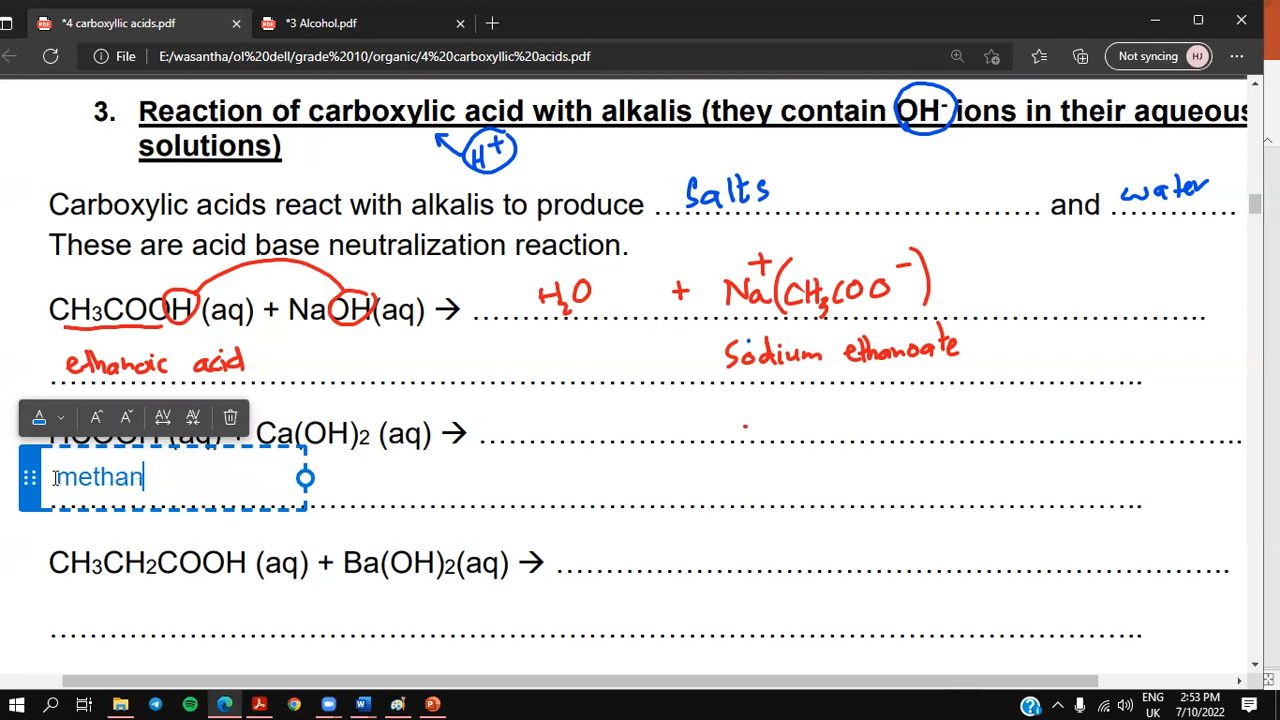 *4 carboxyllic acids.pdf
*3 Alcohol.pdf
File E:/wasantha/ol%20dell/grade%2010/organic/4%20carboxyllic%20acids.pdf Not syncing HJ
3. Reaction of carboxylic acid with alkalis (they contain OH- ions in their aqueous
solutions)
H+
Carboxylic acids react with alkalis to produce ... salts ... and ... water ...
These are acid base neutralization reaction.
CH3COOH (aq) + NaOH(aq) → H2O + Na+(CH3COO-)
ethanoic acid sodium ethanoate
HCOOH (aq) + Ca(OH)2 (aq) → ...
methan
CH3CH2COOH (aq) + Ba(OH)2(aq) → ...
ENG 2:53 PM
UK 7/10/2022